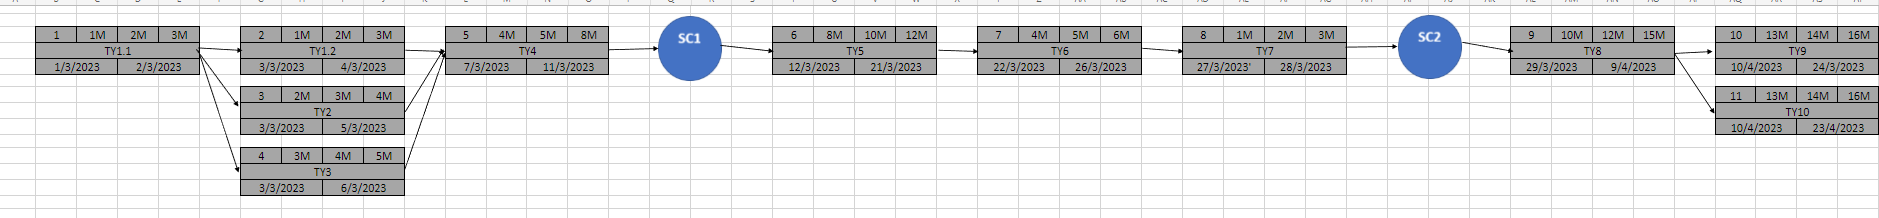 1 1M 2M 3M
TY1.1
1/3/2023 2/3/2023
2 1M 2M 3M
TY1.2
3/3/2023 4/3/2023
3 2M 3M 4M
TY2
3/3/2023 5/3/2023
4 3M 4M 5M
TY3
3/3/2023 6/3/2023
5 4M 5M 8M
TY4
7/3/2023 11/3/2023
SC1
6 8M 10M 12M
TY5
12/3/2023 21/3/2023
7 4M 5M 6M
TY6
22/3/2023 26/3/2023
8 1M 2M 3M
TY7
27/3/2023' 28/3/2023
SC2
9 10M 12M 15M
TY8
29/3/2023 9/4/2023
10 13M 14M 16M
TY9
10/4/2023 24/3/2023
11 13M 14M 16M
TY10
10/4/2023 23/4/2023